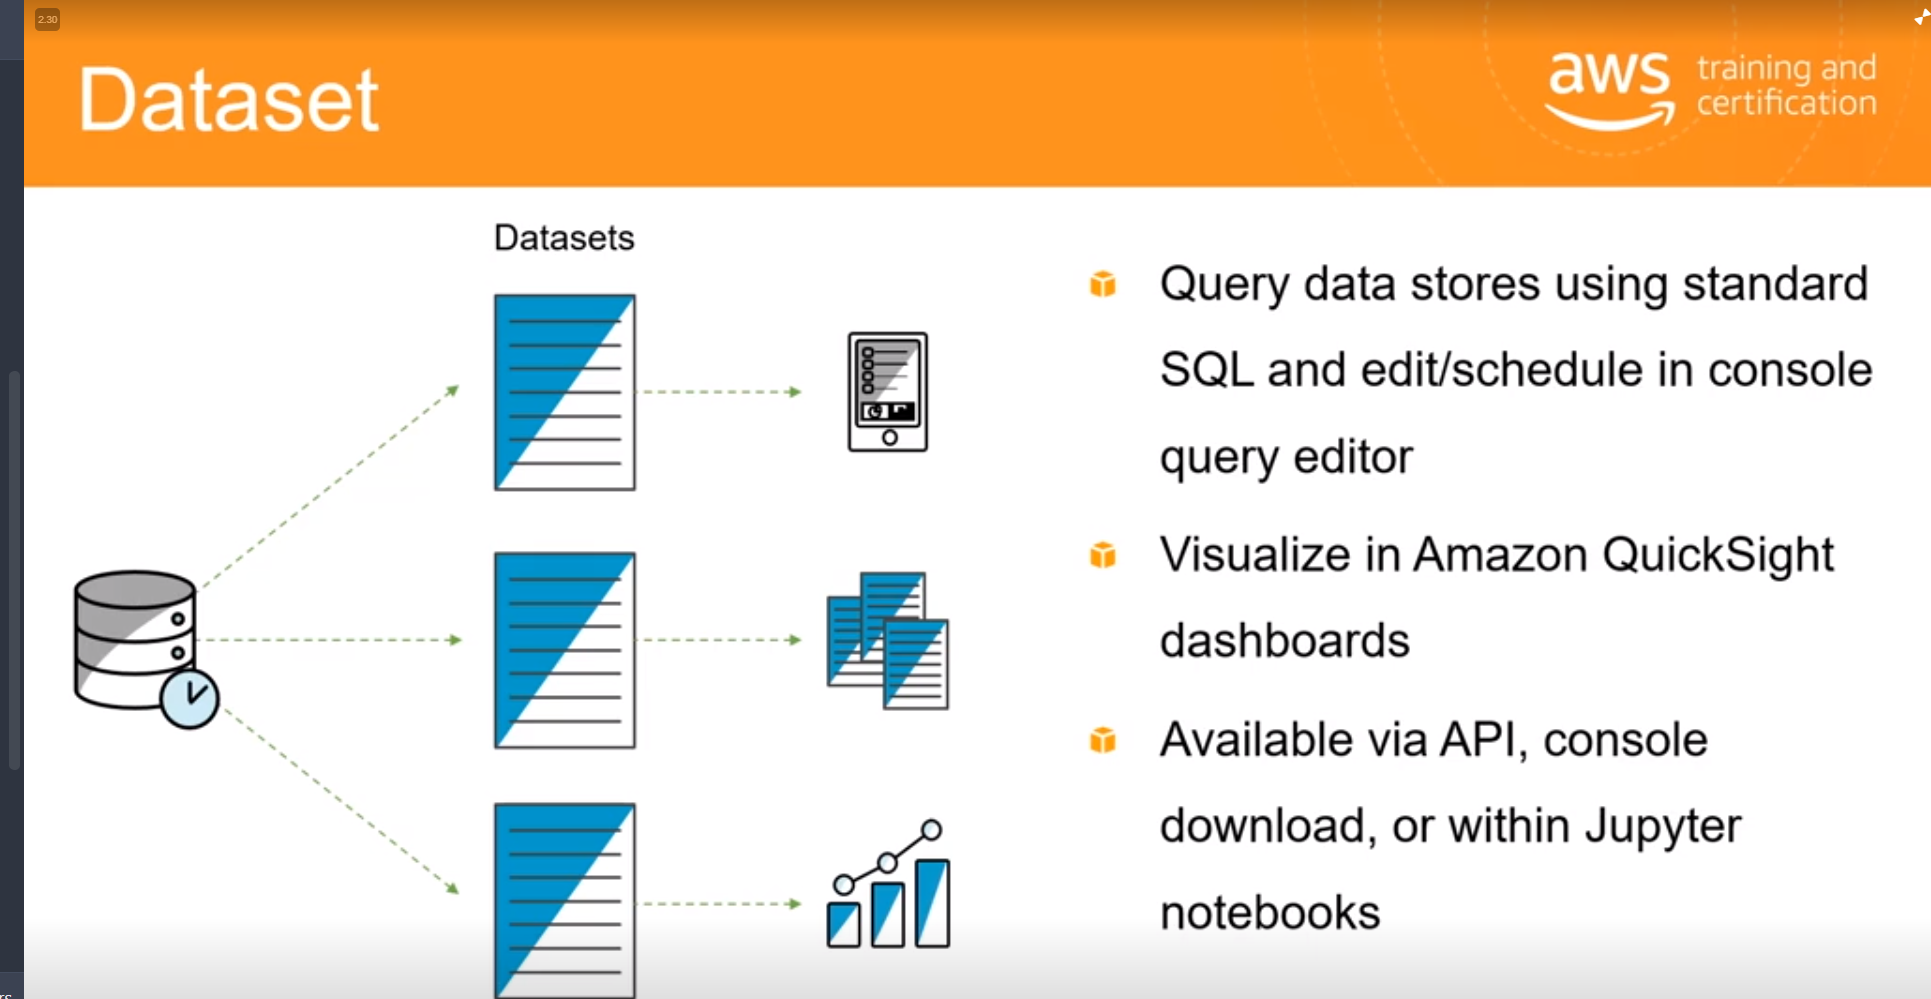 2.30
Dataset
aws
training and
certification
Datasets
Query data stores using standard
SQL and edit/schedule in console
query editor
Visualize in Amazon QuickSight
dashboards
Available via API, console
download, or within Jupyter
notebooks